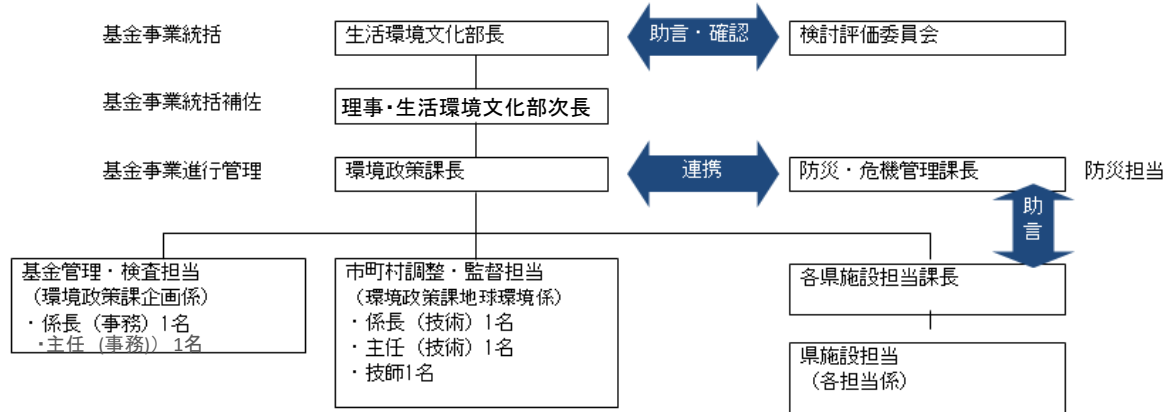 基金事業統括
生活環境文化部長
助言・確認
検討評価委員会
基金事業統括補佐
理事・生活環境文化部次長
基金事業進行管理
環境政策課長
連携
防災・危機管理課長
防災担当
助
言
基金管理・検査担当
（環境政策課企画係）
・係長（事務）1名
・主任（事務)）1名
市町村調整・監督担当
（環境政策課地球環境係）
・係長（技術）1名
・主任（技術）1名
・技師1名
各県施設担当課長
県施設担当
（各担当係）